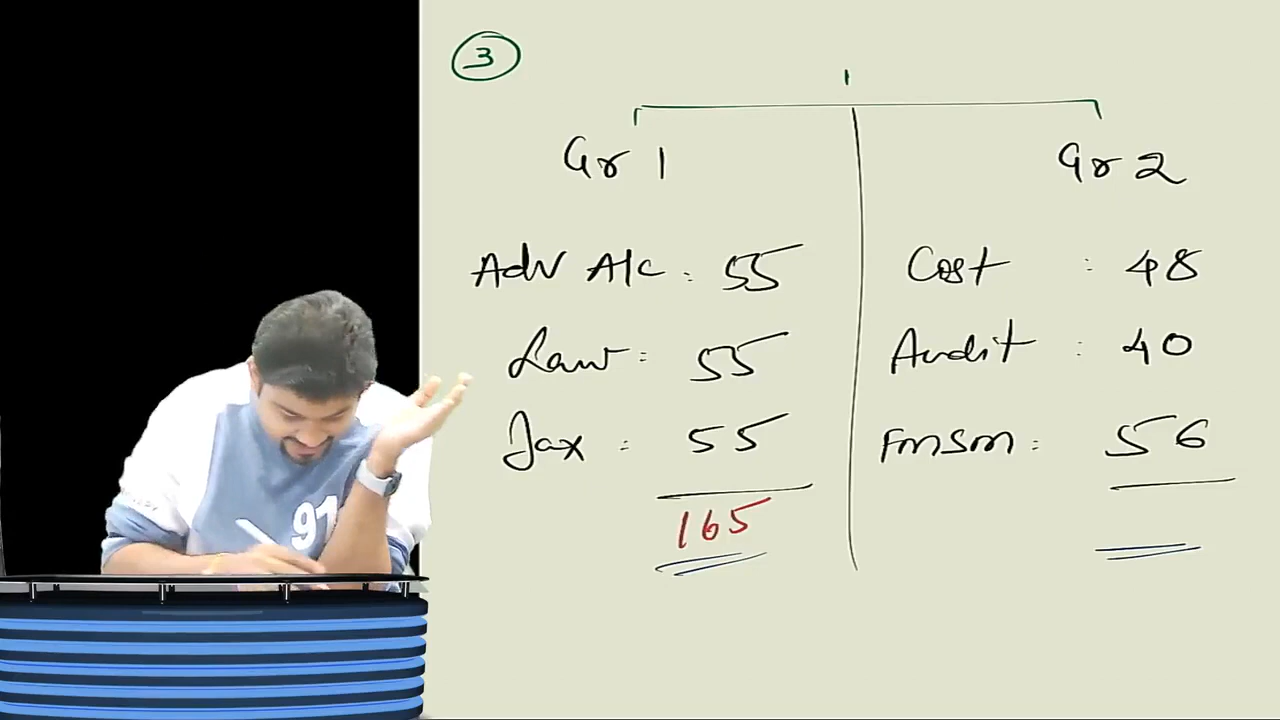 3
Gr 1
Gr 2
Adv A/c : 55
Cost : 48
Law : 55
Audit : 40
Tax : 55
FMSM : 56
165
91